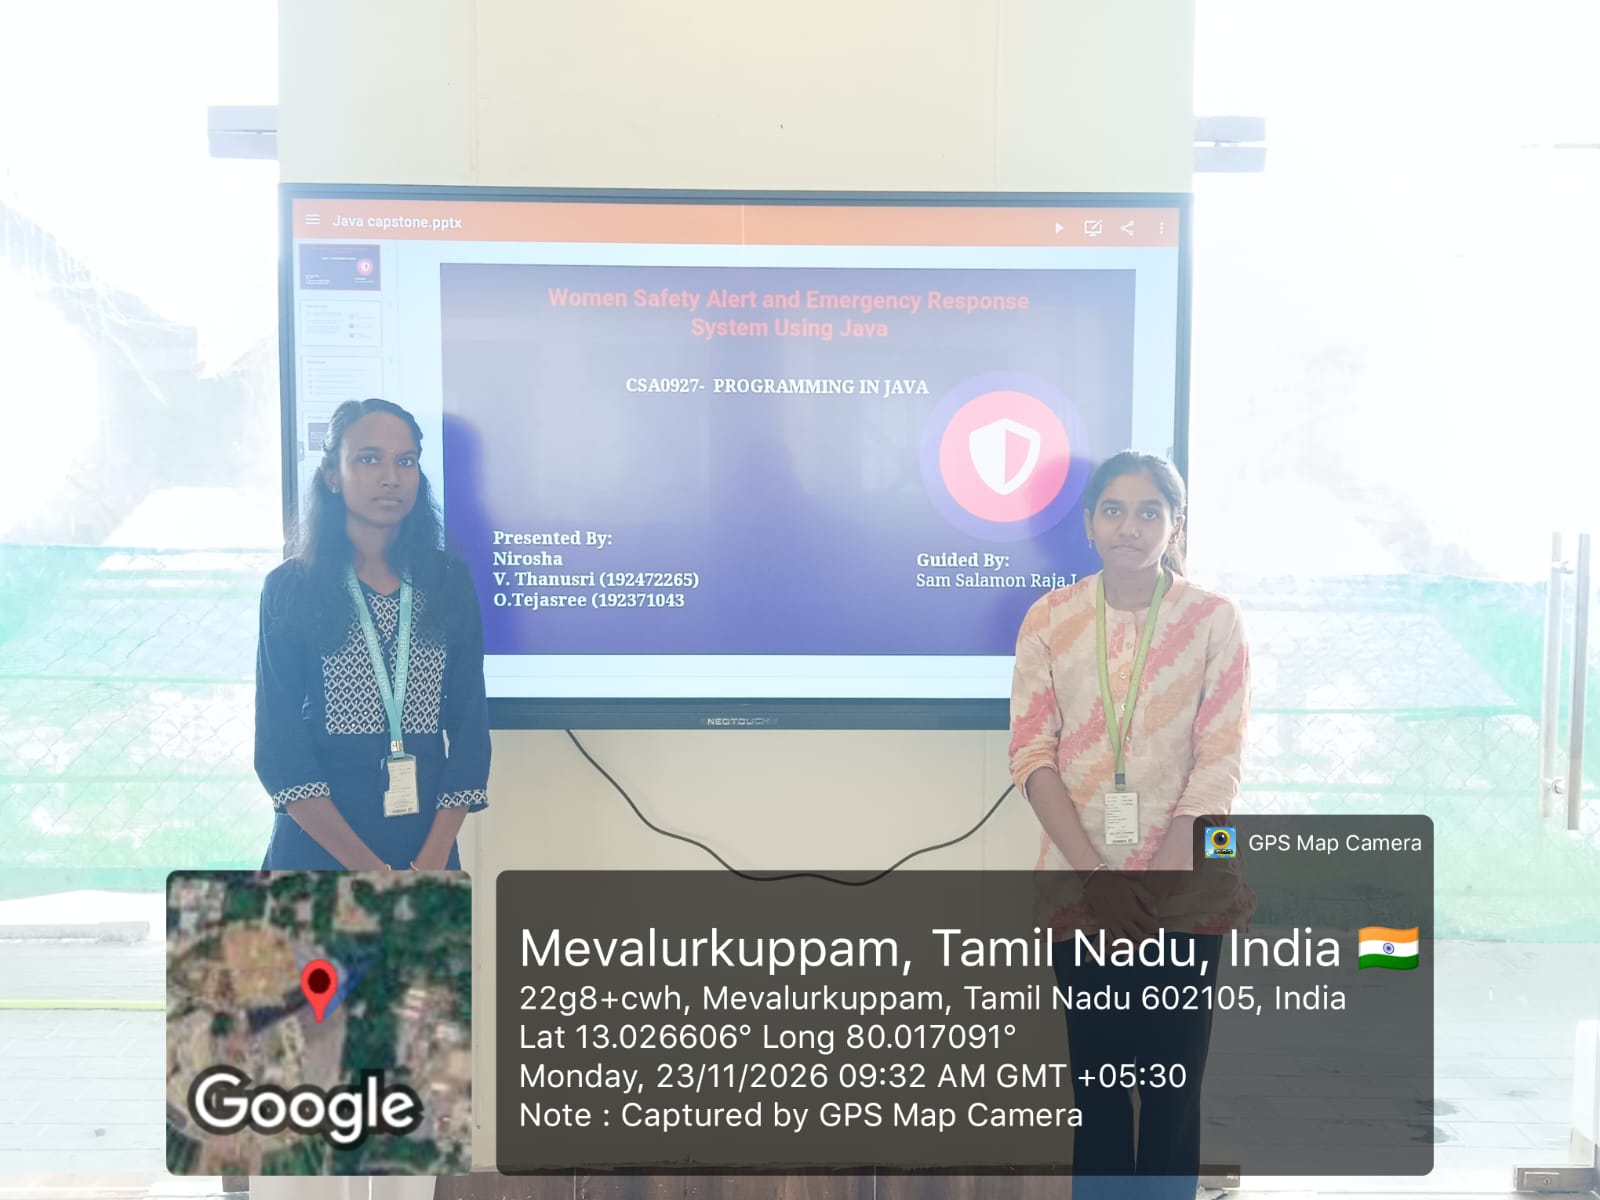 Java capstone.pptx
Women Safety Alert and Emergency Response
System Using Java
CSA0927- PROGRAMMING IN JAVA
Presented By:
Nirosha
V. Thanusri (192472265)
O.Tejasree (192371043
Guided By:
Sam Salamon Raja.J
NEOTOUCH
GPS Map Camera
Mevalurkuppam, Tamil Nadu, India
22g8+cwh, Mevalurkuppam, Tamil Nadu 602105, India
Lat 13.026606° Long 80.017091°
Monday, 23/11/2026 09:32 AM GMT +05:30
Note : Captured by GPS Map Camera
Google